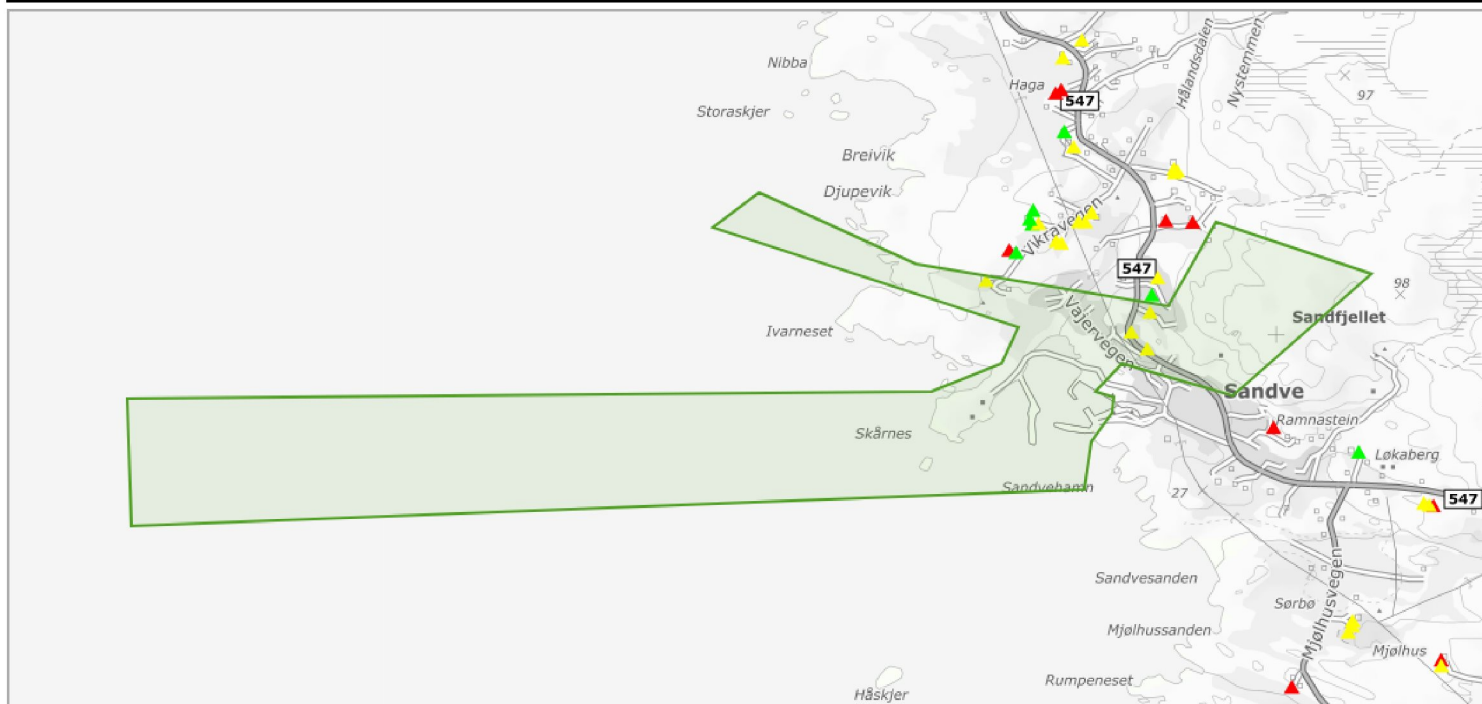 Nibba
Haga
547
Hålandsdalen
Nystemmen
97
Storaskjer
Breivik
Djupevik
Vikravegen
547
98
Sandfjellet
Vajervegen
Ivarneset
Sandve
Ramnastein
Skårnes
Løkaberg
Sandvehamn
27
547
Sandvesanden
Sørbø
Mjølhusvegen
Mjølhussanden
Mjølhus
Rumpeneset
Håskjer